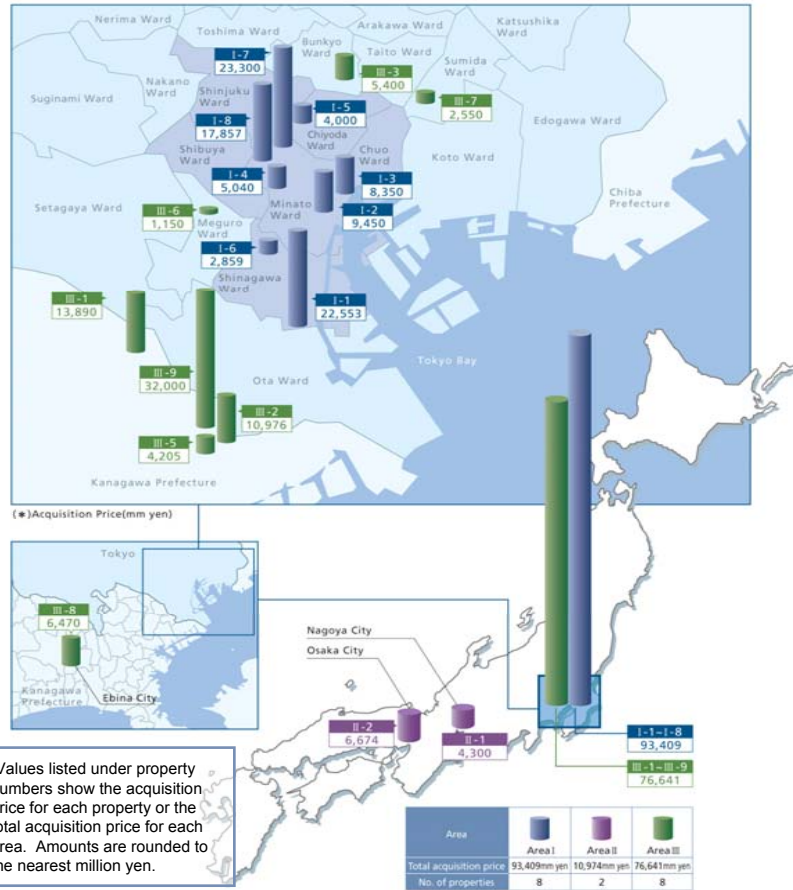 Nerima Ward
Toshima Ward
Bunkyo
Ward
Arakawa Ward
Taito Ward
Katsushika
Ward
Sumida
Ward
Nakano
Ward
Suginami Ward
I-7
23,300
III-3
5,400
III-7
2,550
Shinjuku
Ward
I-5
4,000
Chiyoda
Ward
Edogawa Ward
I-8
17,857
Shibuya
Ward
Chuo
Ward
Koto Ward
I-4
5,040
I-3
8,350
Chiba
Prefecture
Setagaya Ward
III-6
1,150
Minato
Ward
I-2
9,450
Meguro
Ward
I-6
2,859
Shinagawa
Ward
I-1
22,553
III-1
13,890
Tokyo Bay
III-9
32,000
Ota Ward
III-2
10,976
III-5
4,205
Kanagawa Prefecture
(*)Acquisition Price(mm yen)
Tokyo
III-8
6,470
Kanagawa
Prefecture
Ebina City
Nagoya City
Osaka City
II-2
6,674
II-1
4,300
I-1~I-8
93,409
III-1~III-9
76,641
Values listed under property
numbers show the acquisition
price for each property or the
total acquisition price for each
area. Amounts are rounded to
the nearest million yen.
Area Area I Area II Area III
Total acquisition price 93,409mm yen 10,974mm yen 76,641mm yen
No. of properties 8 2 8